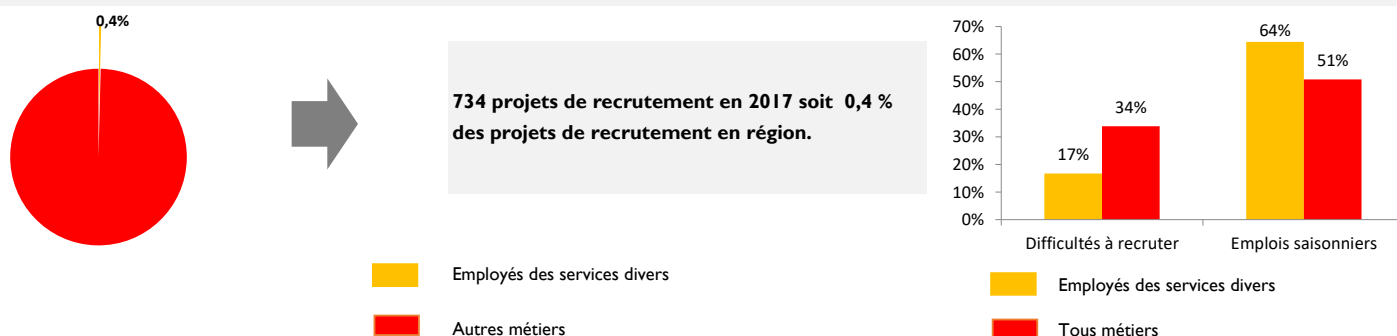 0,4%
734 projets de recrutement en 2017 soit 0,4 %
des projets de recrutement en région.
Employés des services divers
Autres métiers
70%
60%
50%
40%
30%
20%
10%
0%
17%
34%
64%
51%
Difficultés à recruter
Emplois saisonniers
Employés des services divers
Tous métiers